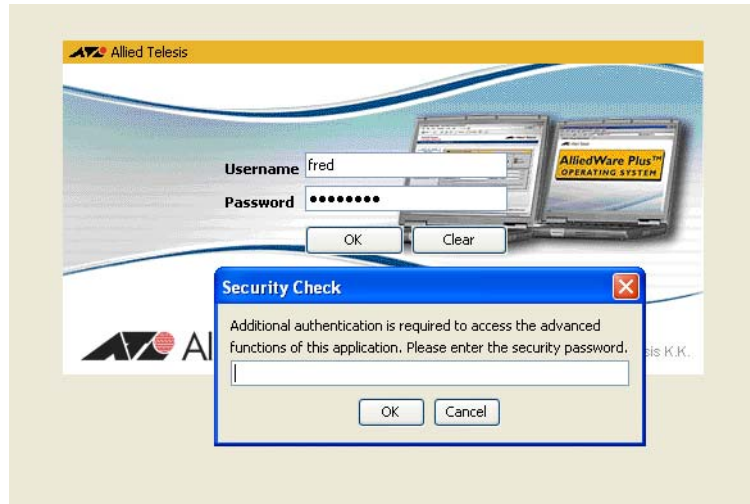 Allied Telesis
AlliedWare Plus™
OPERATING SYSTEM
Username fred
Password ••••••••
OK Clear
Security Check
Additional authentication is required to access the advanced
functions of this application. Please enter the security password.
Al
sis K.K.
OK Cancel